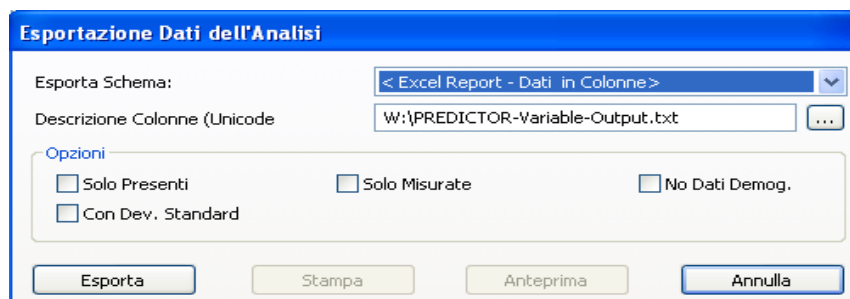 Esportazione Dati dell'Analisi
Esporta Schema: < Excel Report - Dati in Colonne>
Descrizione Colonne (Unicode W:\PREDICTOR-Variable-Output.txt ...
Opzioni
Solo Presenti Solo Misurate No Dati Demog.
Con Dev. Standard
Esporta Stampa Anteprima Annulla